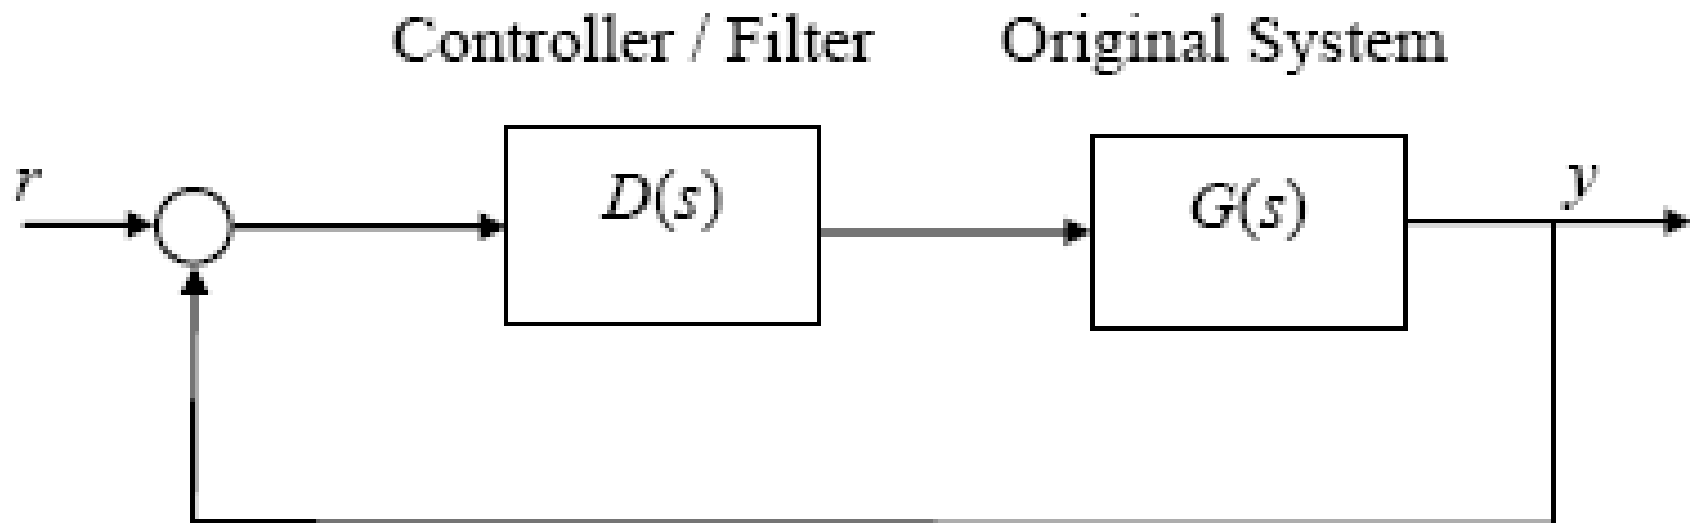 Controller / Filter Original System
r D(s) G(s) y